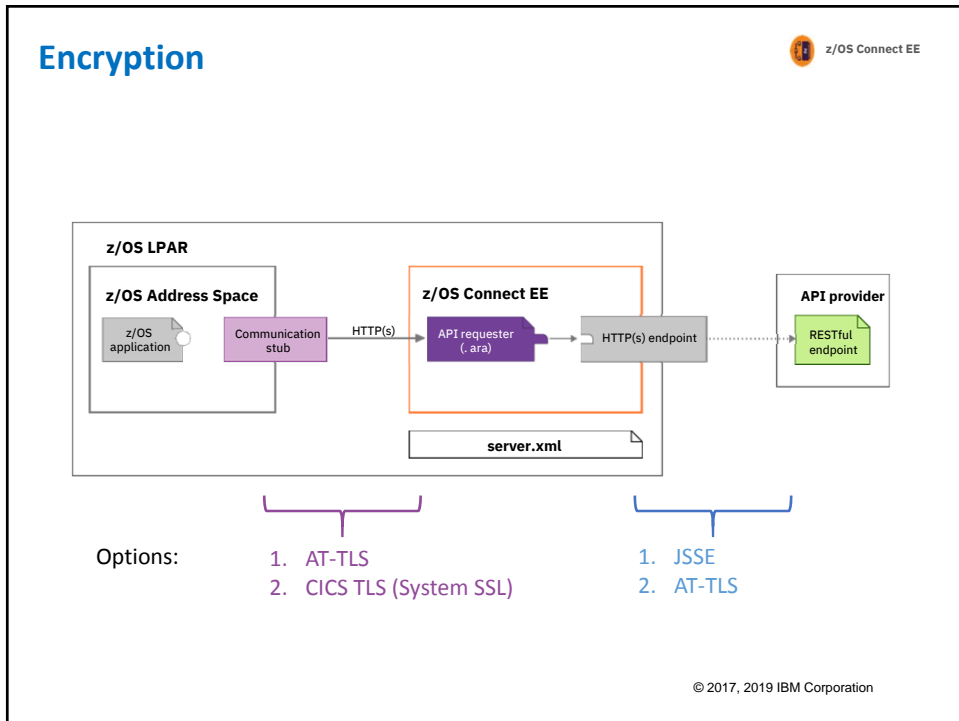 Encryption
z/OS Connect EE
z/OS LPAR
z/OS Address Space
z/OS
application
Communication
stub
HTTP(s)
z/OS Connect EE
API requester
(. ara)
HTTP(s) endpoint
API provider
RESTful
endpoint
server.xml
Options:
1. AT-TLS
2. CICS TLS (System SSL)
1. JSSE
2. AT-TLS
© 2017, 2019 IBM Corporation